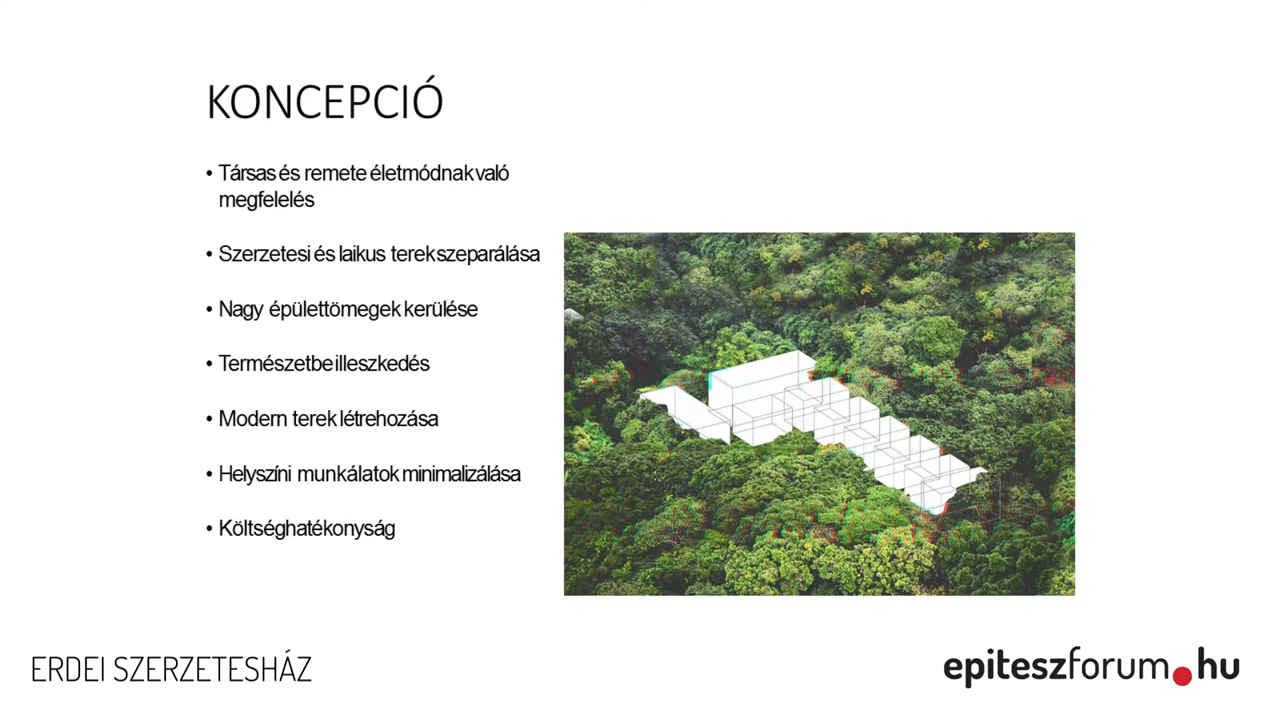 KONCEPCIÓ
• Társas és remete életmódnak való
megfelelés
• Szerzetesi és laikus terek szeparálása
• Nagy épülettömegek kerülése
• Természetbe illeszkedés
• Modern terek létrehozása
• Helyszíni munkálatok minimalizálása
• Költséghatékonyság
ERDEI SZERZETESHÁZ
epiteszforum.hu